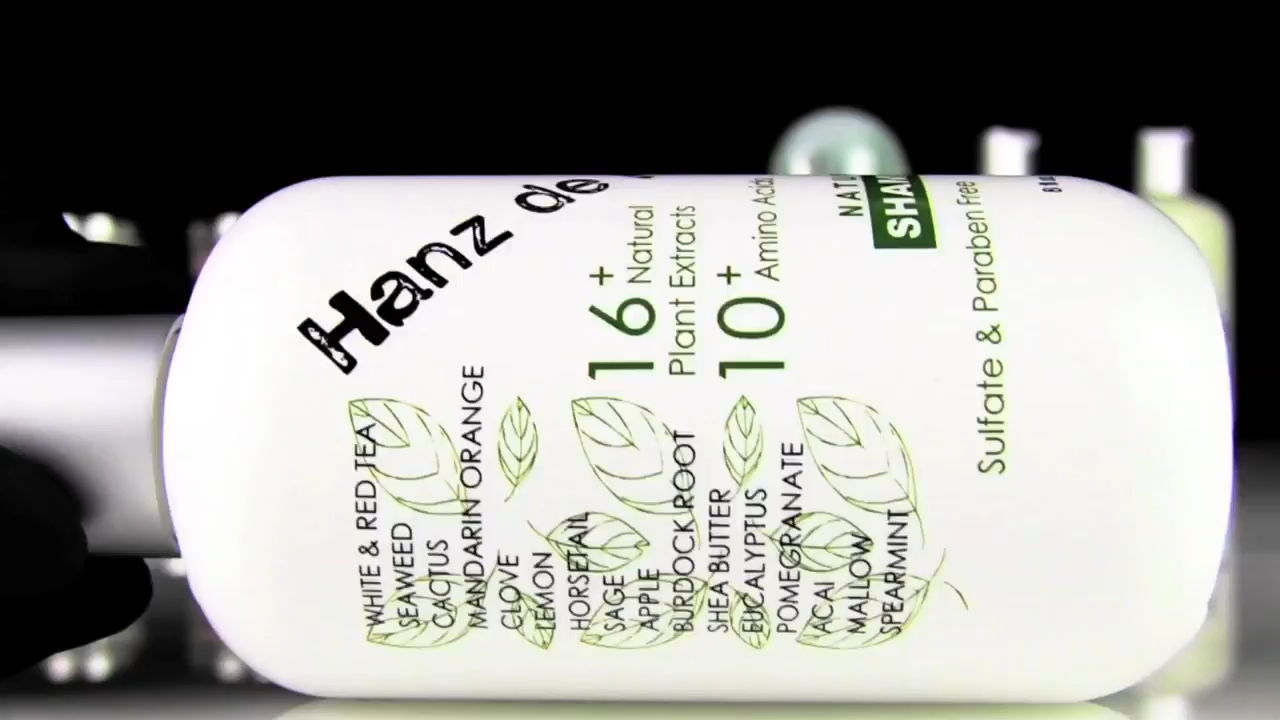 Hanz de
16+ Natural
Plant Extracts
10+ Amino Acids
Sulfate & Paraben Free
WHITE & RED TEA
SEAWEED
CACTUS
MANDARIN ORANGE
CLOVE
LEMON
HORSETAIL
SAGE
APPLE
BURDOCK ROOT
SHEA BUTTER
EUCALYPTUS
POMEGRANATE
ACAI
MALLOW
SPEARMINT